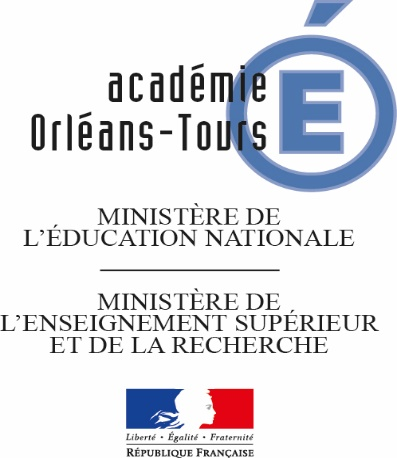 académie
Orléans-Tours
É
MINISTÈRE DE
L'ÉDUCATION NATIONALE
MINISTÈRE DE
L'ENSEIGNEMENT SUPÉRIEUR
ET DE LA RECHERCHE
Liberté • Égalité • Fraternité
RÉPUBLIQUE FRANÇAISE